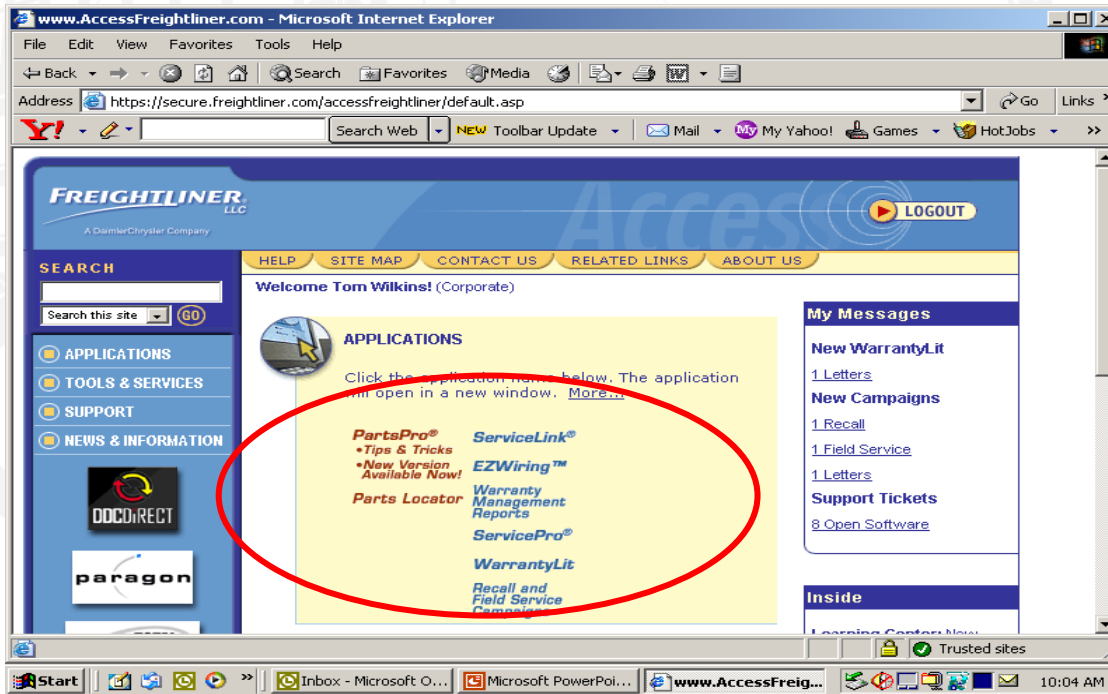 www.AccessFreightliner.com - Microsoft Internet Explorer
File Edit View Favorites Tools Help
Back Search Favorites Media
Address https://secure.freightliner.com/accessfreightliner/default.asp Go Links »
Y! Search Web NEW Toolbar Update Mail My Yahoo! Games HotJobs »
FREIGHTLINER LLC
A DaimlerChrysler Company
Access
LOGOUT
HELP SITE MAP CONTACT US RELATED LINKS ABOUT US
SEARCH
Search this site GO
APPLICATIONS
TOOLS & SERVICES
SUPPORT
NEWS & INFORMATION
DDCDiRECT
paragon
Welcome Tom Wilkins! (Corporate)
APPLICATIONS
Click the application name below. The application
will open in a new window. More...
PartsPro®
•Tips & Tricks
•New Version
Available Now!
Parts Locator
ServiceLink®
EZWiring™
Warranty
Management
Reports
ServicePro®
WarrantyLit
Recall and
Field Service
Campaigns
My Messages
New WarrantyLit
1 Letters
New Campaigns
1 Recall
1 Field Service
1 Letters
Support Tickets
8 Open Software
Inside
Learning Center: New
Trusted sites
Start » Inbox - Microsoft O... Microsoft PowerPoi... www.AccessFreig... 10:04 AM